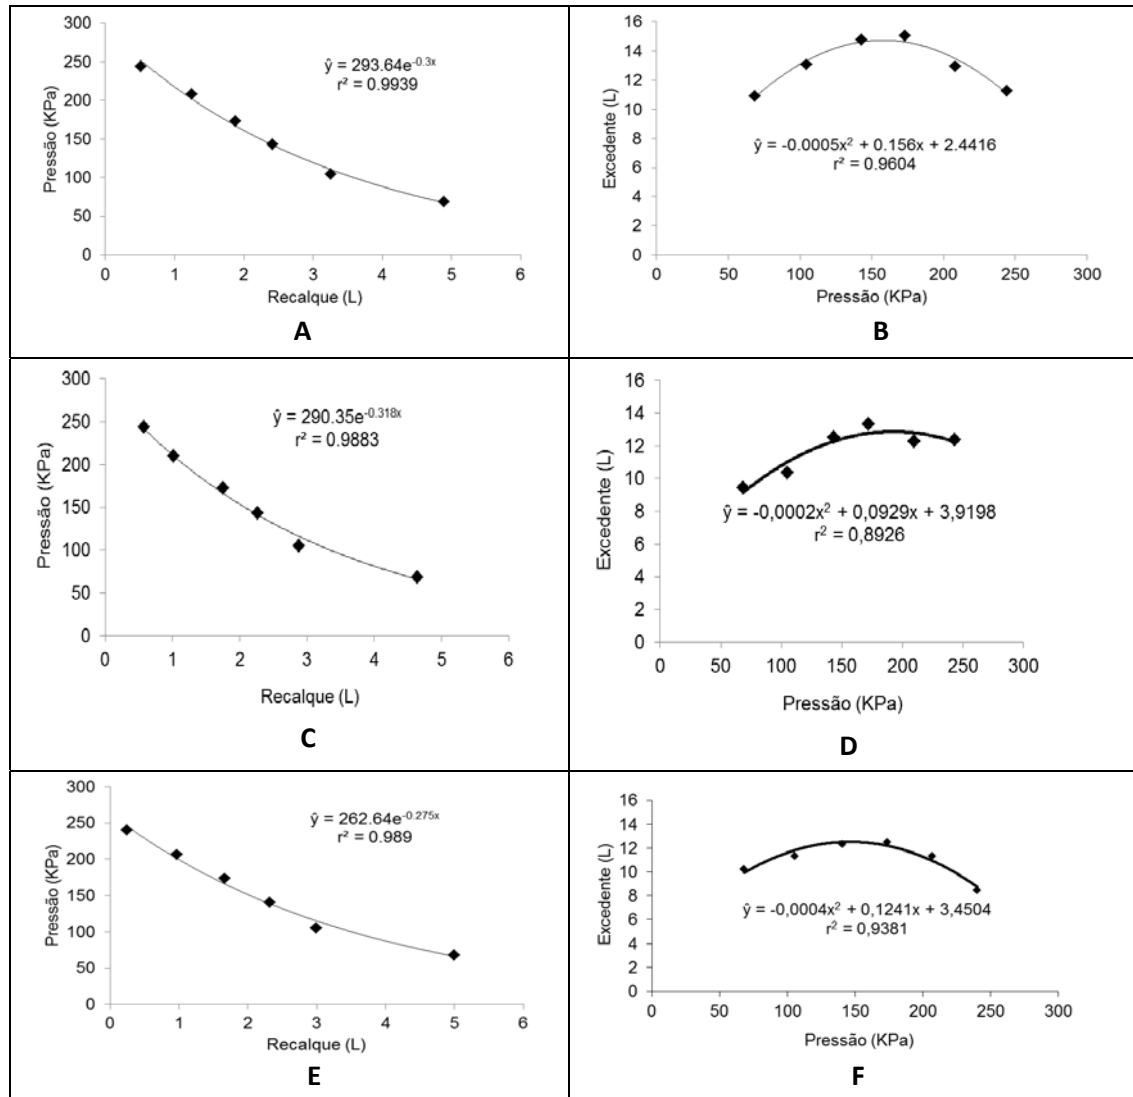 300
250
200
150
100
50
0
Pressão (KPa)
ŷ = 293.64e^-0.3x
r² = 0.9939
0 1 2 3 4 5 6
Recalque (L)
A
16
14
12
10
8
6
4
2
0
Excedente (L)
ŷ = -0.0005x² + 0.156x + 2.4416
r² = 0.9604
0 50 100 150 200 250 300
Pressão (KPa)
B
300
250
200
150
100
50
0
Pressão (KPa)
ŷ = 290.35e^-0.318x
r² = 0.9883
0 1 2 3 4 5 6
Recalque (L)
C
16
14
12
10
8
6
4
2
0
Excedente (L)
ŷ = -0,0002x² + 0,0929x + 3,9198
r² = 0,8926
0 50 100 150 200 250 300
Pressão (KPa)
D
300
250
200
150
100
50
0
Pressão (KPa)
ŷ = 262.64e^-0.275x
r² = 0.989
0 1 2 3 4 5 6
Recalque (L)
E
16
14
12
10
8
6
4
2
0
Excedente (L)
ŷ = -0,0004x² + 0,1241x + 3,4504
r² = 0,9381
0 50 100 150 200 250 300
Pressão (KPa)
F